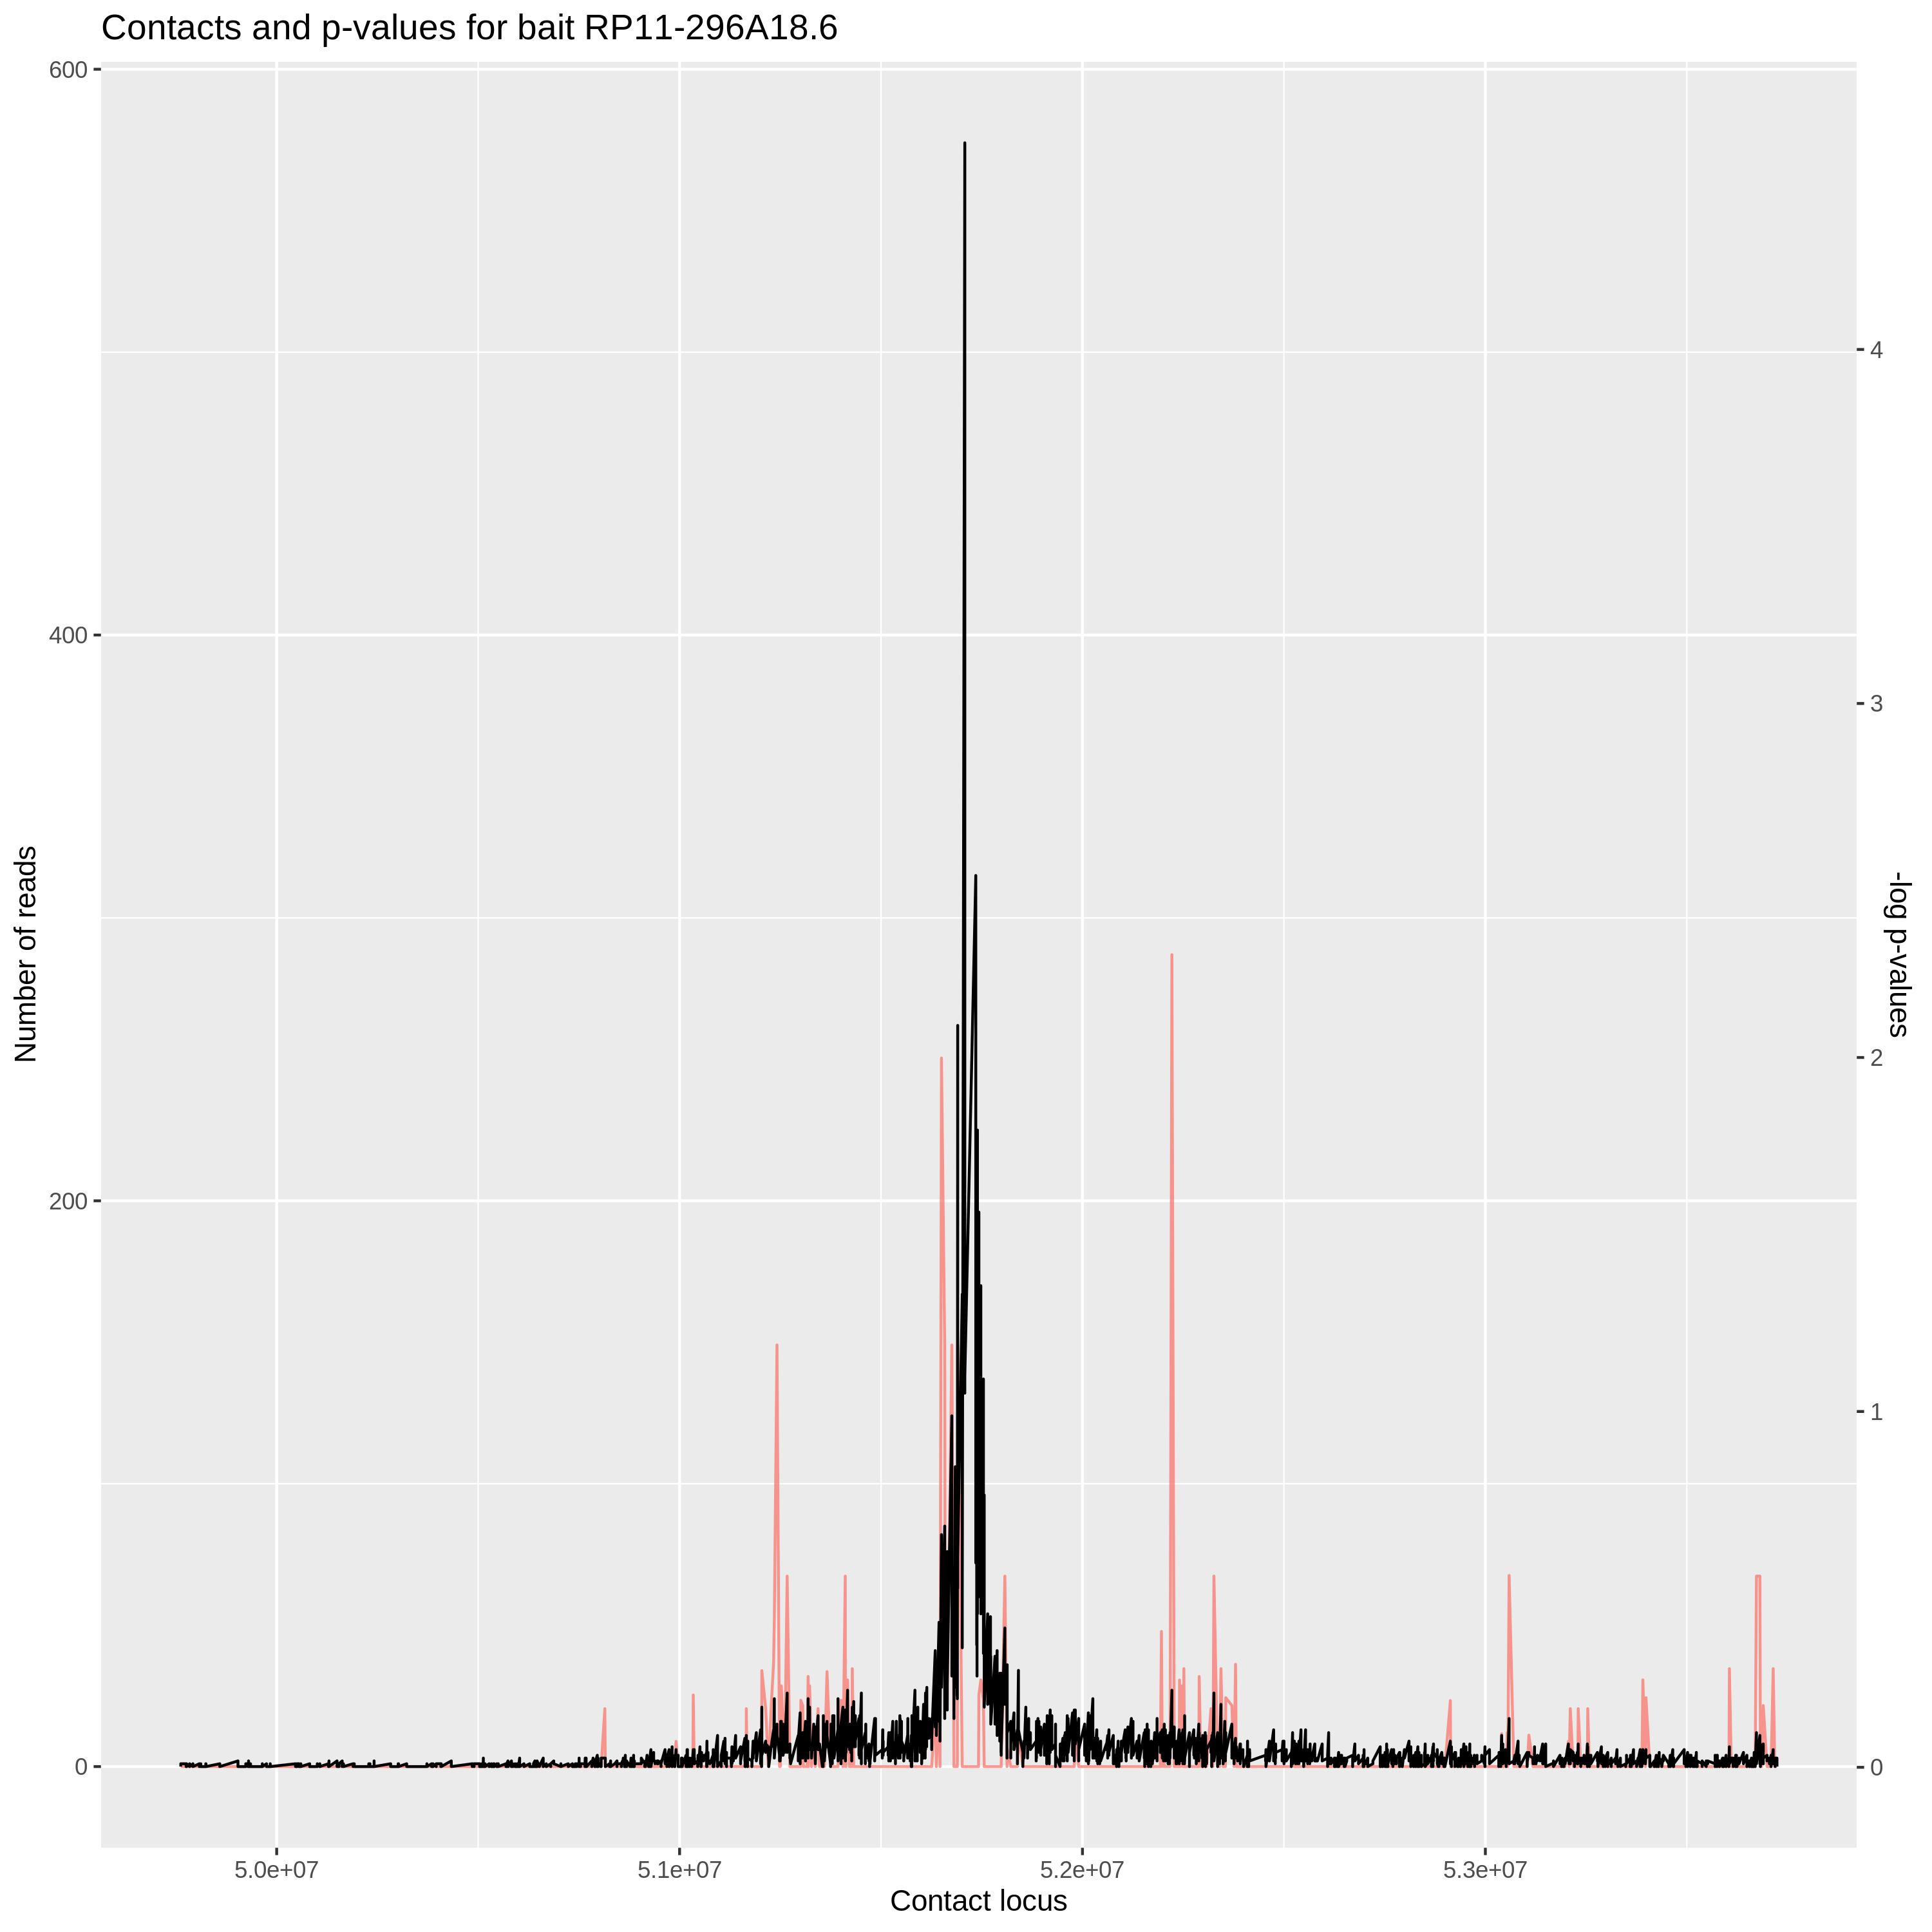 Contacts and p-values for bait RP11-296A18.6
600
400
200
0
4
3
2
1
0
Number of reads
-log p-values
5.0e+07
5.1e+07
5.2e+07
5.3e+07
Contact locus